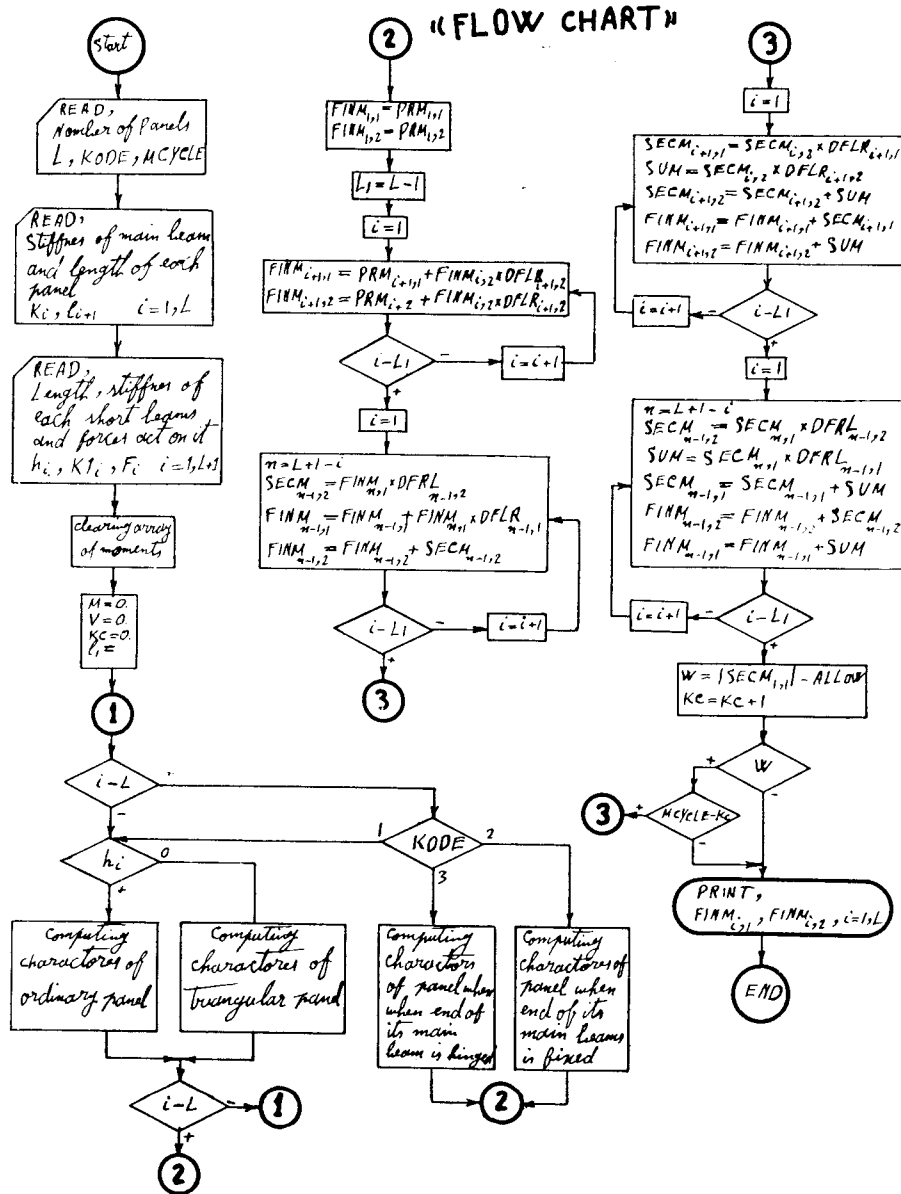 "FLOW CHART"
Start
READ,
Number of Panels
L, KODE, MCYCLE
READ,
Stiffnes of main beam
and length of each
panel
Ki, li+1 i=1,L
READ,
Length, stiffnes of
each short beams
and forces act on it
hi, K1i, Fi i=1,L+1
clearing array
of moments
M=0.
V=0.
KC=0.
l1=
1
i-L
-
hi
0
+
KODE
1
2
3
Computing
charactores of
ordinary panel
Computing
charactores of
truangular panel
Computing
charactors
of panel when
when end of
its main
beam is hinged
Computing
charactores of
panel when
end of its
main beams
is fixed
i-L
-
1
+
2
2
2
FINM1,1 = PRM1,1
FINM1,2 = PRM1,2
L1 = L-1
i=1
FINMi+1,1 = PRMi+1,1 + FINMi,2 × DFLRi+1,2
FINMi+1,2 = PRMi+2 + FINMi,2 × DFLRi+1,2
i-L1
-
i=i+1
+
i=1
n=L+1-i
SECMn-1,2 = FINMn,1 × DFRLn-1,2
FINMn-1,1 = FINMn-1,1 + FINMn,1 × DFLRn-1,1
FINMn-1,2 = FINMn-1,2 + SECMn-1,2
i-L1
-
i=i+1
+
3
3
i=1
SECMi+1,1 = SECMi,2 × DFLRi+1,1
SUM = SECMi,2 × DFLRi+1,2
SECMi+1,2 = SECMi+1,2 + SUM
FINMi+1,1 = FINMi+1,1 + SECMi+1,1
FINMi+1,2 = FINMi+1,2 + SUM
i=i+1
-
i-L1
+
i=1
n=L+1-i
SECMn-1,2 = SECMn,1 × DFRLn-1,2
SUM = SECMn,1 × DFRLn-1,1
SECMn-1,1 = SECMn-1,1 + SUM
FINMn-1,2 = FINMn-1,2 + SECMn-1,2
FINMn-1,1 = FINMn-1,1 + SUM
i=i+1
-
i-L1
+
W = |SECM1,1| - ALLOW
KC = KC+1
W
+
-
3
+
MCYCLE-KC
-
PRINT,
FINMi,1, FINMi,2, i=1,L
END